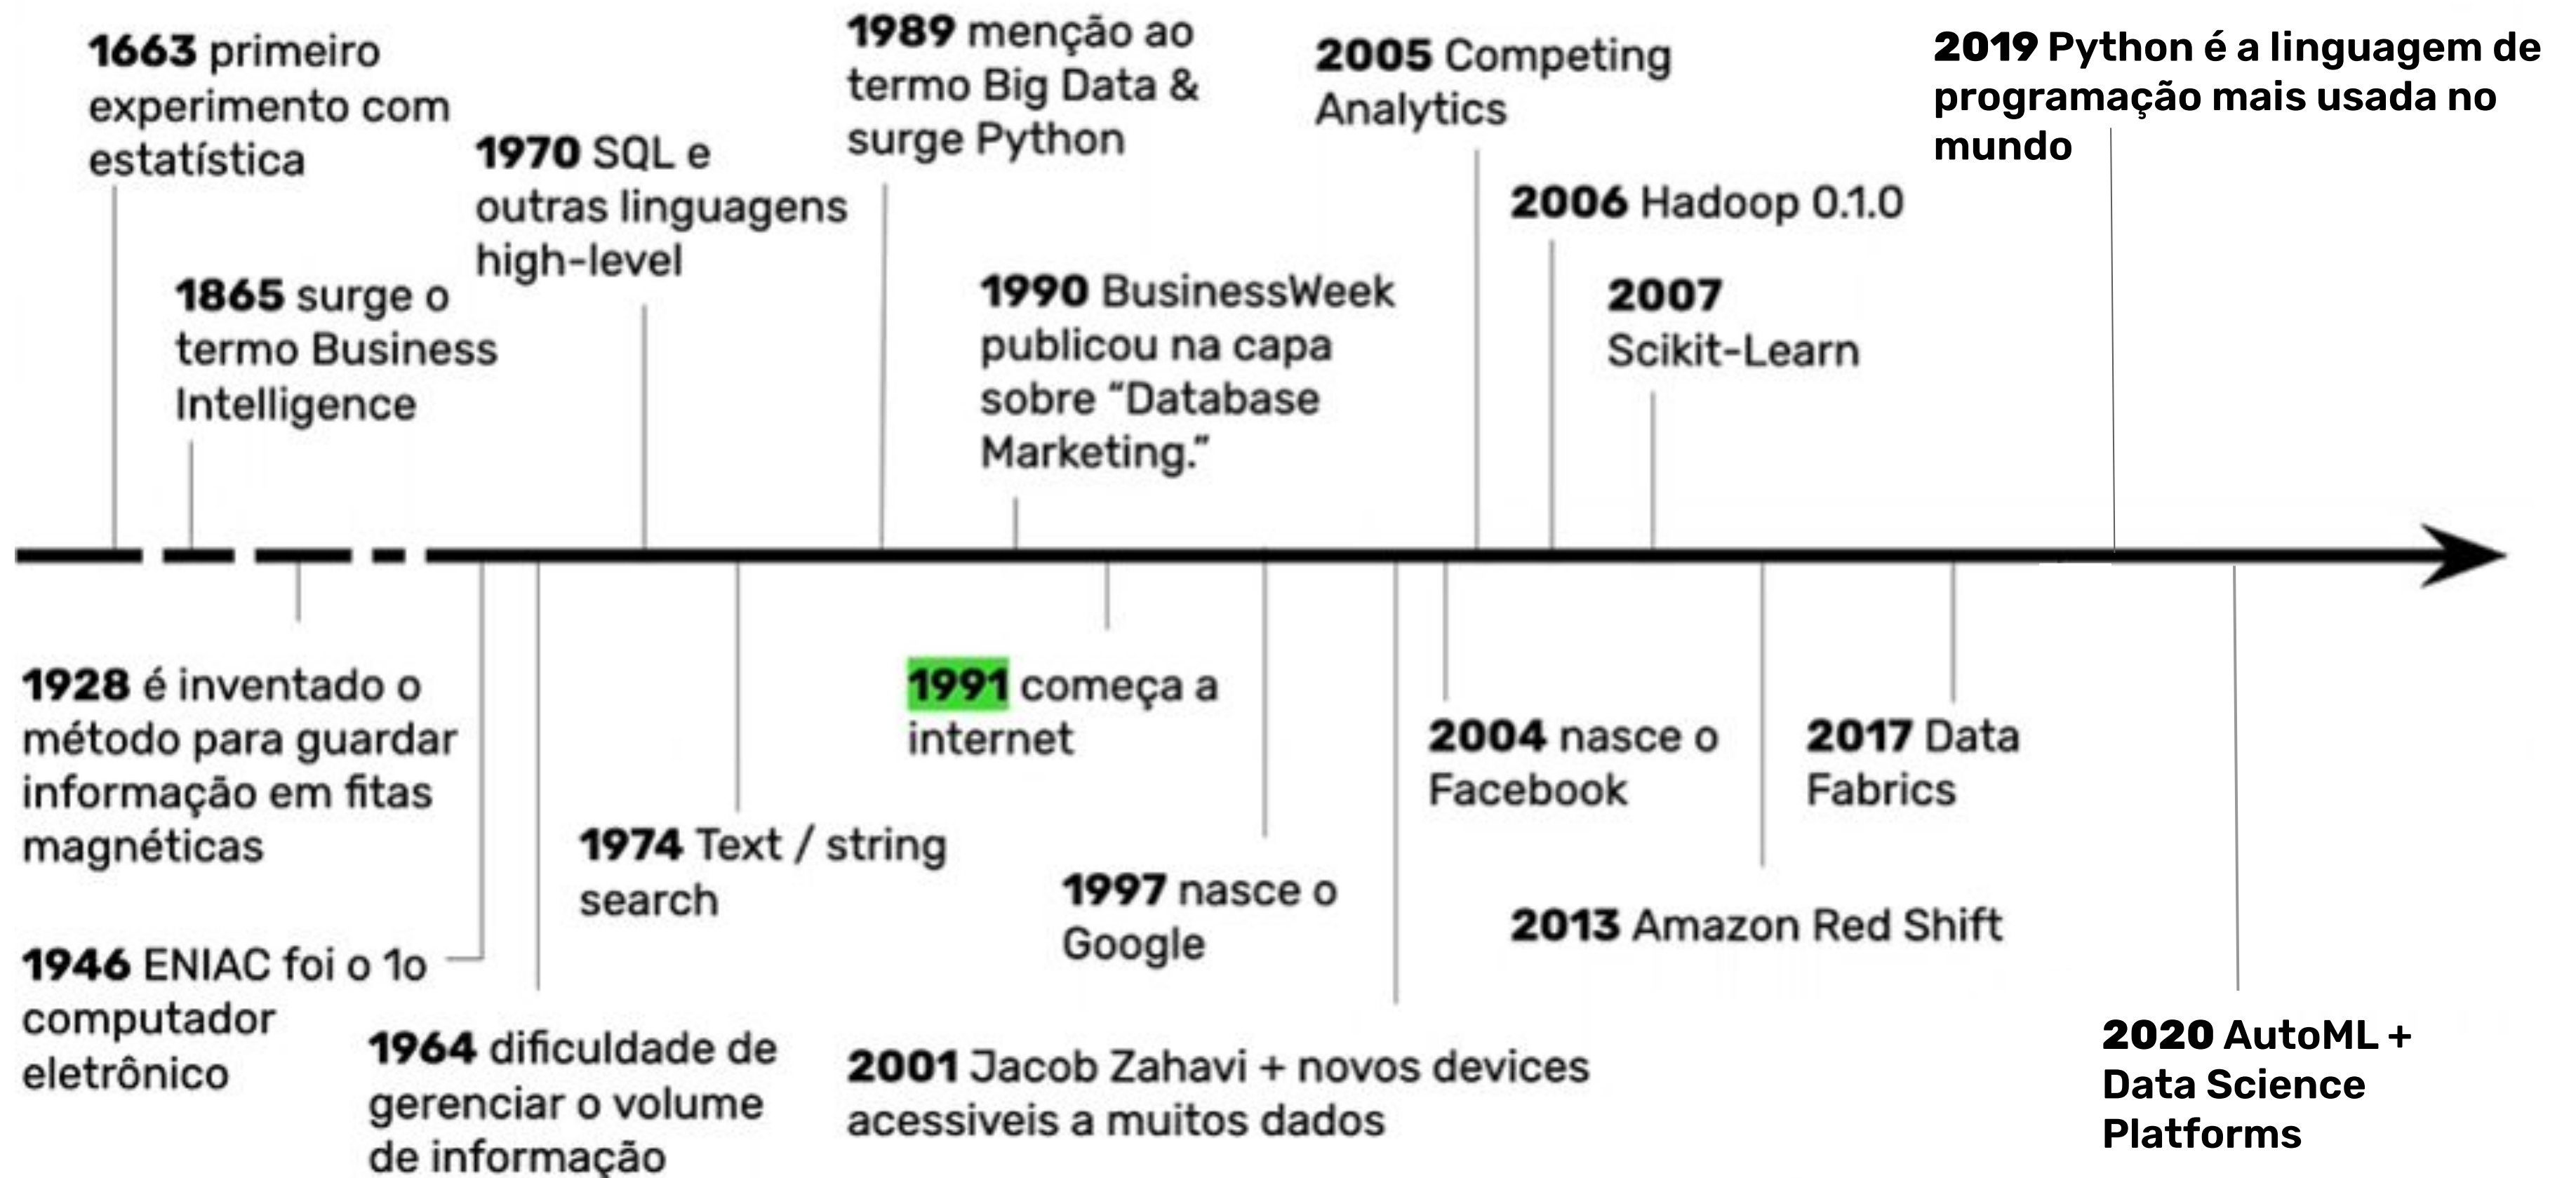 1663 primeiro
experimento com
estatística
1865 surge o
termo Business
Intelligence
1970 SQL e
outras linguagens
high-level
1989 menção ao
termo Big Data &
surge Python
1990 BusinessWeek
publicou na capa
sobre “Database
Marketing.”
2005 Competing
Analytics
2006 Hadoop 0.1.0
2007
Scikit-Learn
2019 Python é a linguagem de
programação mais usada no
mundo
1928 é inventado o
método para guardar
informação em fitas
magnéticas
1946 ENIAC foi o 1o
computador
eletrônico
1964 dificuldade de
gerenciar o volume
de informação
1974 Text / string
search
1991 começa a
internet
1997 nasce o
Google
2001 Jacob Zahavi + novos devices
acessiveis a muitos dados
2004 nasce o
Facebook
2013 Amazon Red Shift
2017 Data
Fabrics
2020 AutoML +
Data Science
Platforms